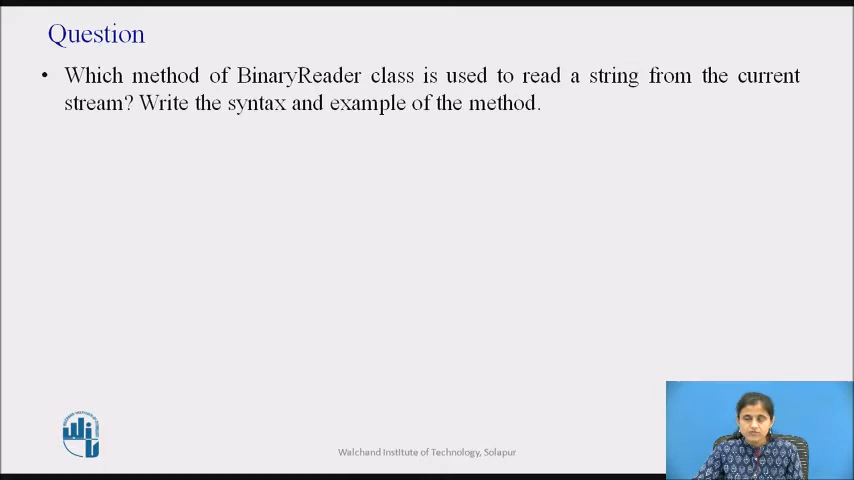 Question
• Which method of BinaryReader class is used to read a string from the current
stream? Write the syntax and example of the method.
Walchand Institute of Technology, Solapur